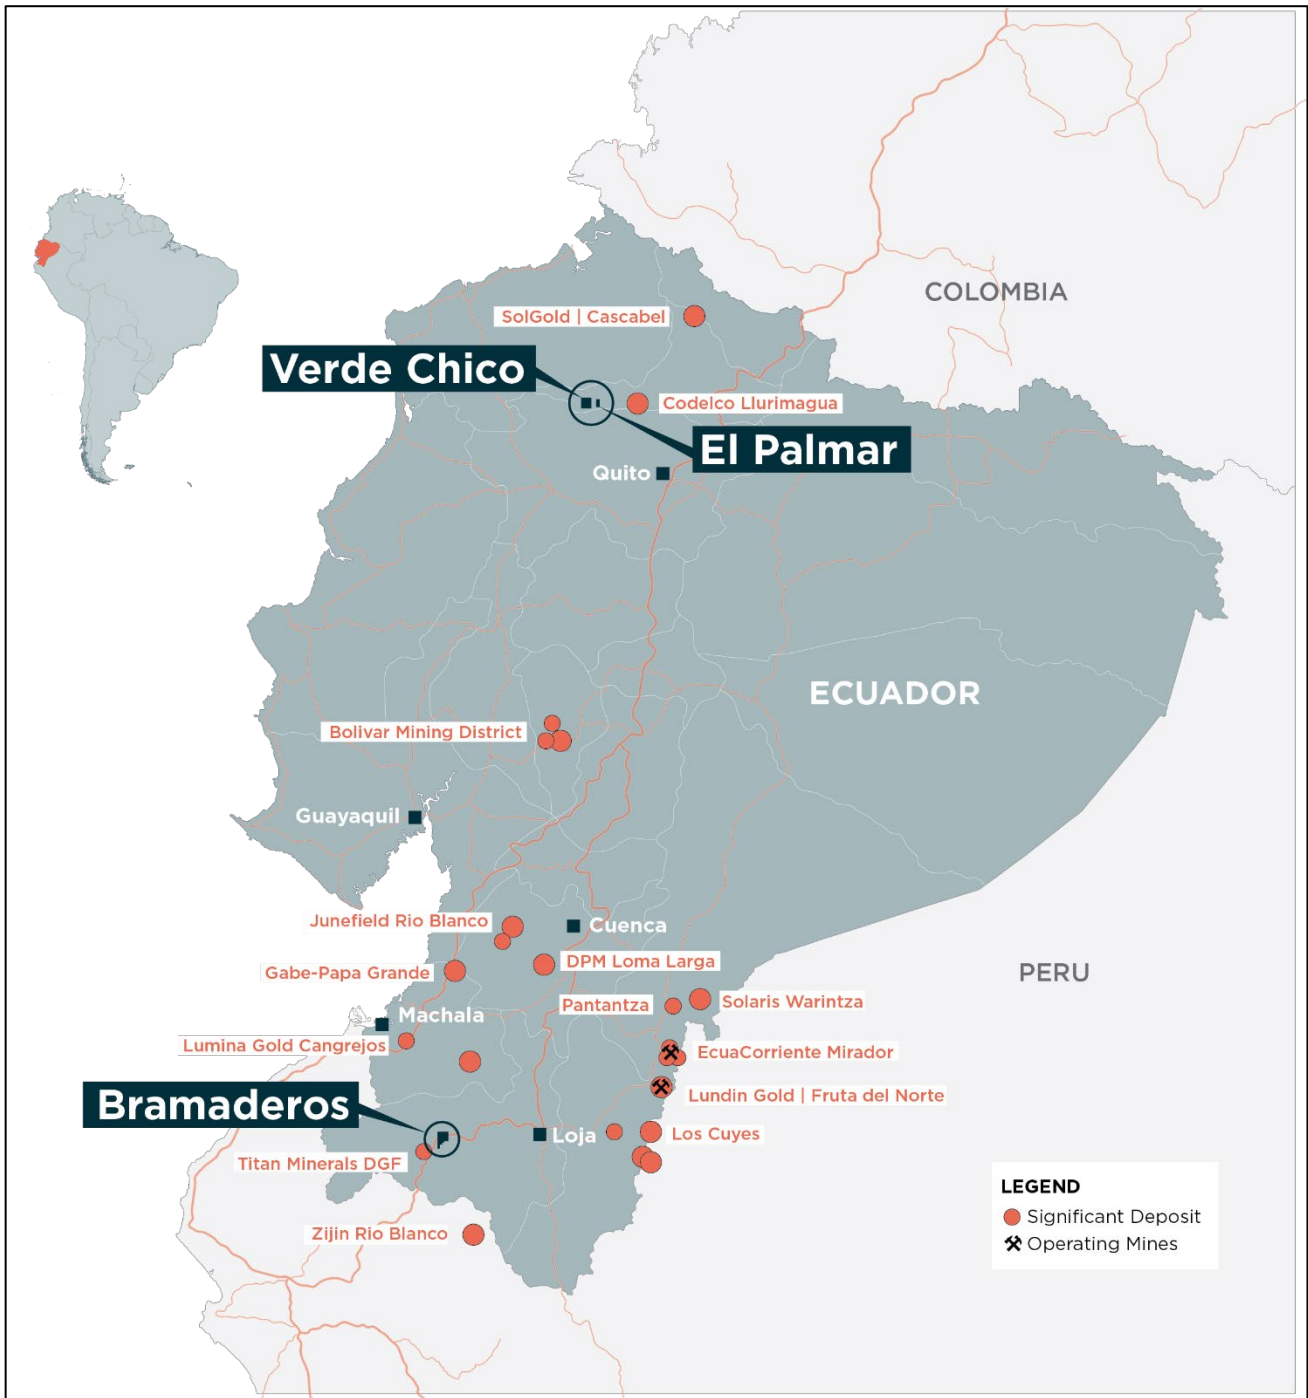 COLOMBIA
SolGold | Cascabel
Verde Chico
Codelco Llurimagua
El Palmar
Quito
ECUADOR
Bolivar Mining District
Guayaquil
Junefield Rio Blanco
Cuenca
DPM Loma Larga
Gabe-Papa Grande
PERU
Pantantza
Solaris Warintza
Machala
Lumina Gold Cangrejos
EcuaCorriente Mirador
Lundin Gold | Fruta del Norte
Bramaderos
Loja
Los Cuyes
Titan Minerals DGF
Zijin Rio Blanco
LEGEND
Significant Deposit
Operating Mines